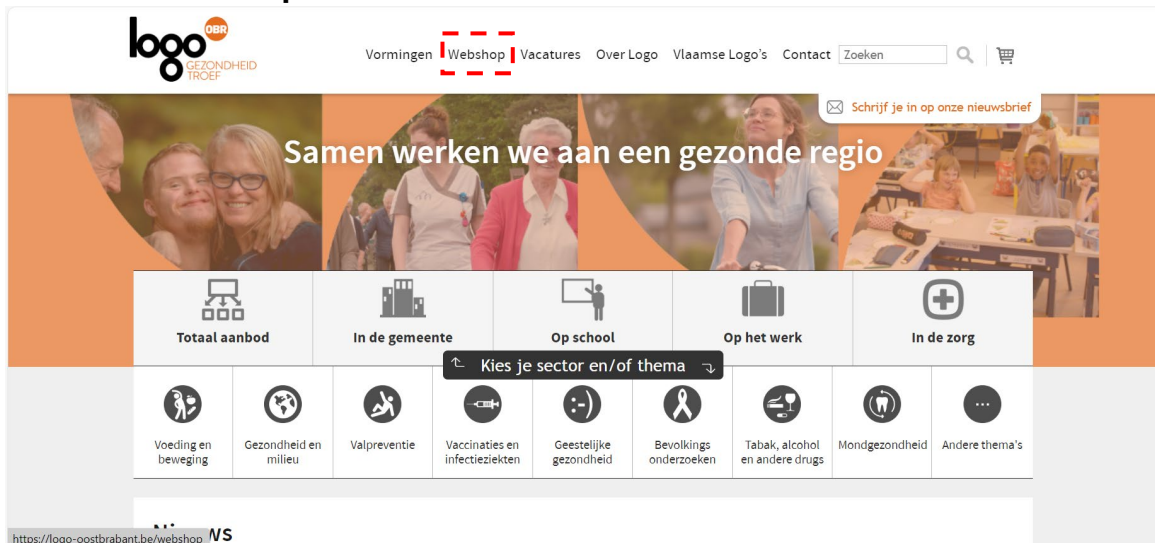 logo OBR
GEZONDHEID
TROEF
Vormingen Webshop Vacatures Over Logo Vlaamse Logo's Contact Zoeken
Schrijf je in op onze nieuwsbrief
Samen werken we aan een gezonde regio
Totaal aanbod In de gemeente Op school Op het werk In de zorg
Kies je sector en/of thema
Voeding en beweging
Gezondheid en milieu
Valpreventie
Vaccinaties en infectieziekten
:-)
Geestelijke gezondheid
Bevolkings onderzoeken
Tabak, alcohol en andere drugs
Mondgezondheid
Andere thema's
https://logo-oostbrabant.be/webshop